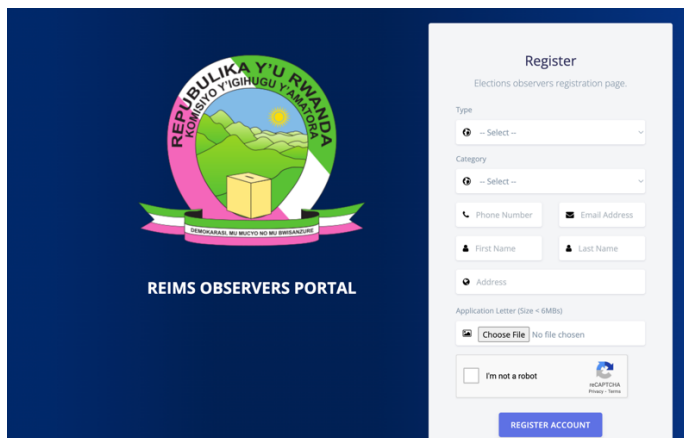 REPUBULIKA Y'U RWANDA
KOMISIYO Y'IGIHUGU Y'AMATORA
DEMOKARASI, MU MUCYO NO MU BWISANZURE
REIMS OBSERVERS PORTAL
Register
Elections observers registration page.
Type
-- Select --
Category
-- Select --
Phone Number
Email Address
First Name
Last Name
Address
Application Letter (Size < 6MBs)
Choose File No file chosen
I'm not a robot
reCAPTCHA
Privacy - Terms
REGISTER ACCOUNT